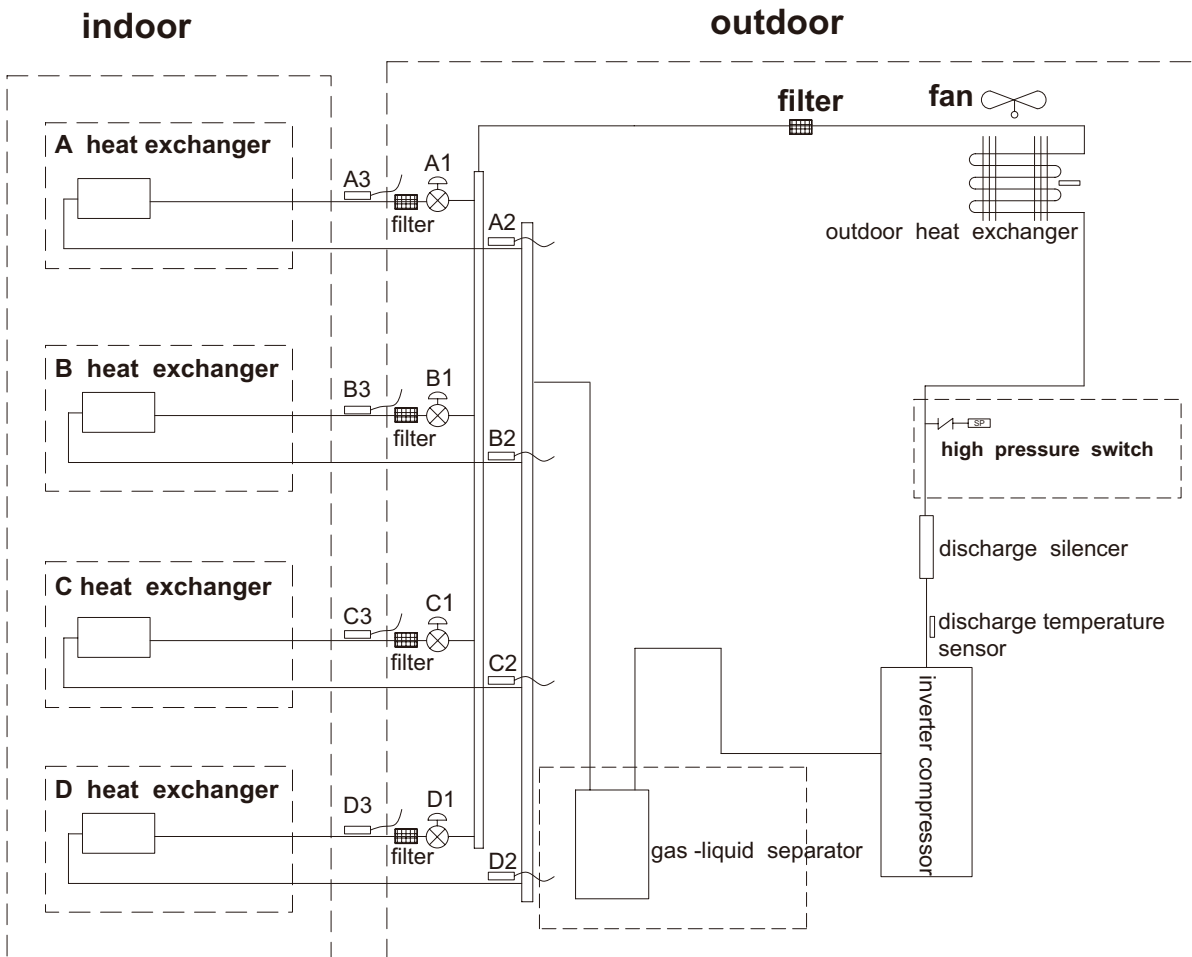 indoor
outdoor
filter
fan
A heat exchanger
A3
A1
filter
A2
outdoor heat exchanger
B heat exchanger
B3
B1
filter
B2
SP
high pressure switch
discharge silencer
C heat exchanger
C3
C1
filter
C2
discharge temperature
sensor
inverter compressor
D heat exchanger
D3
D1
filter
D2
gas -liquid separator